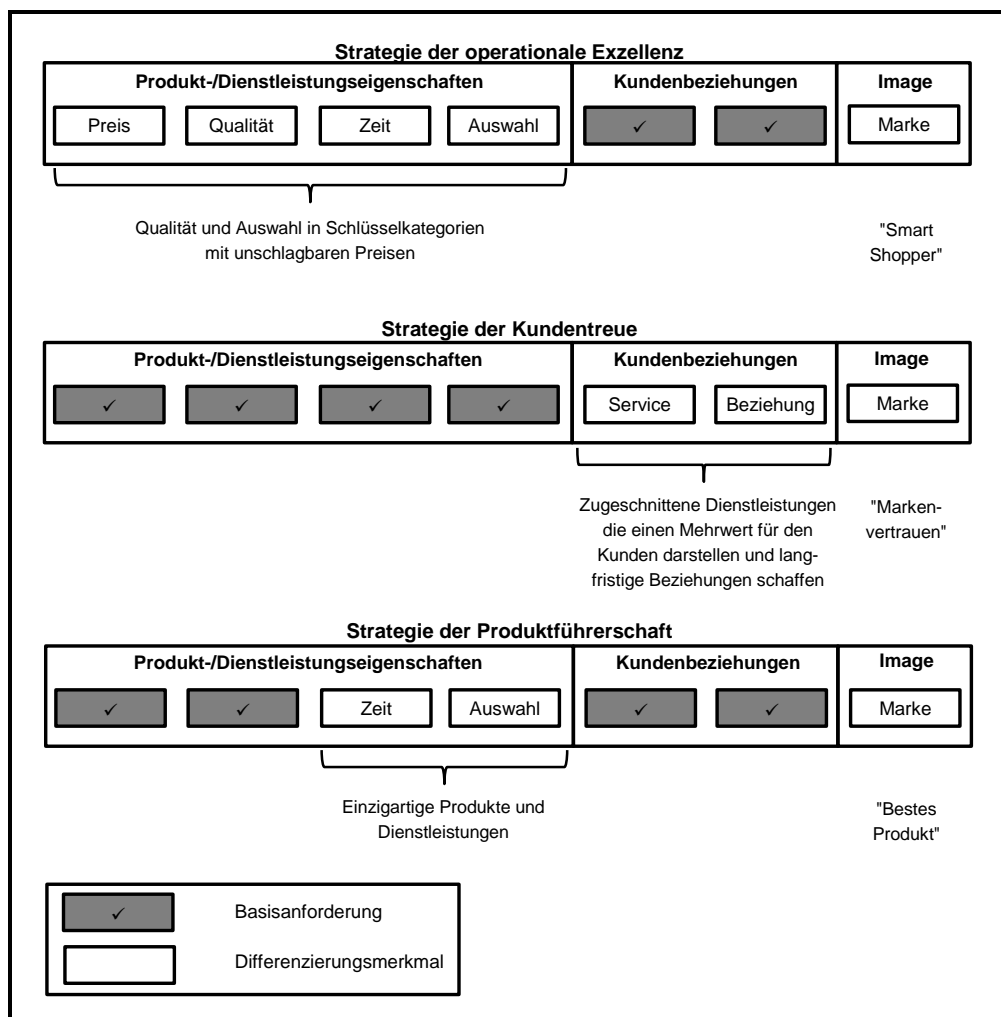 Strategie der operationale Exzellenz
Produkt-/Dienstleistungseigenschaften Kundenbeziehungen Image
Preis Qualität Zeit Auswahl ✓ ✓ Marke
Qualität und Auswahl in Schlüsselkategorien
mit unschlagbaren Preisen
"Smart
Shopper"
Strategie der Kundentreue
Produkt-/Dienstleistungseigenschaften Kundenbeziehungen Image
✓ ✓ ✓ ✓ Service Beziehung Marke
Zugeschnittene Dienstleistungen
die einen Mehrwert für den
Kunden darstellen und lang-
fristige Beziehungen schaffen
"Marken-
vertrauen"
Strategie der Produktführerschaft
Produkt-/Dienstleistungseigenschaften Kundenbeziehungen Image
✓ ✓ Zeit Auswahl ✓ ✓ Marke
Einzigartige Produkte und
Dienstleistungen
"Bestes
Produkt"
✓ Basisanforderung
Differenzierungsmerkmal